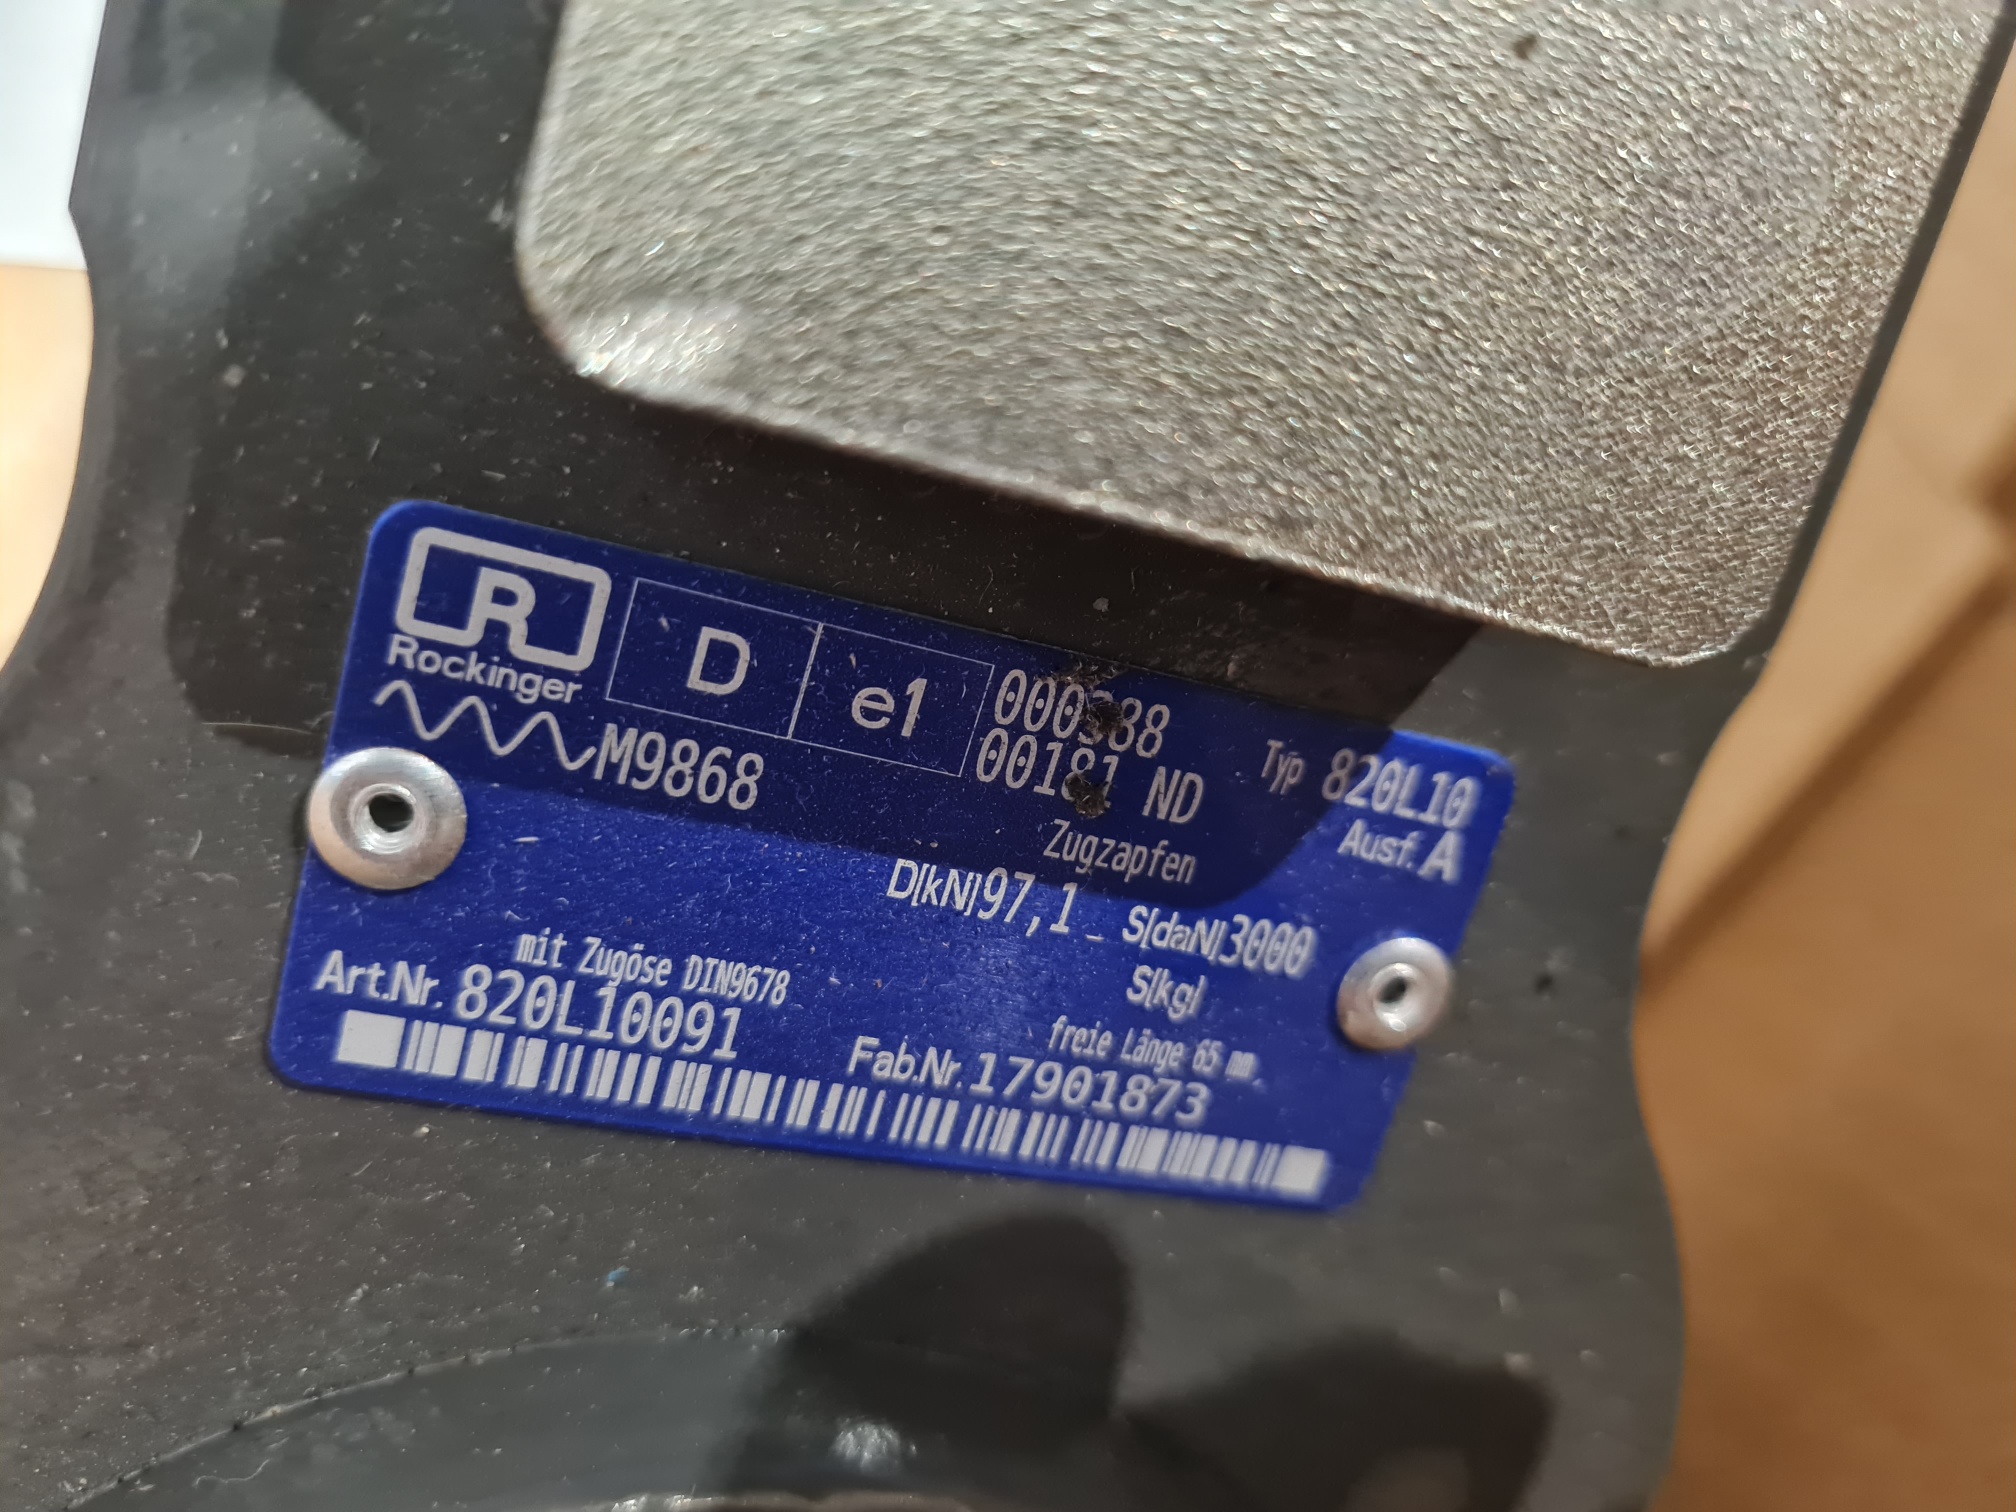 R
Rockinger
D e1
00181 ND
M9868
Typ 820L10
Ausf. A
Zugzapfen
D[kN]97,1 S[daN]3000
S[kg]
mit Zugöse DIN9678
freie Länge 65 mm
Art.Nr. 820L10091
Fab.Nr. 17901873